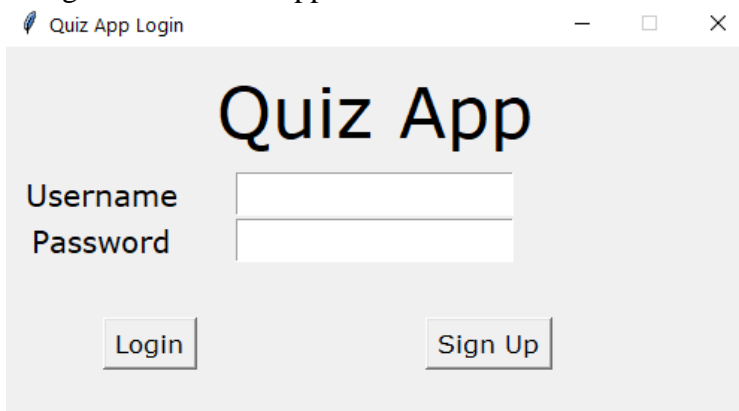 Quiz App Login
Quiz App
Username
Password
Login
Sign Up